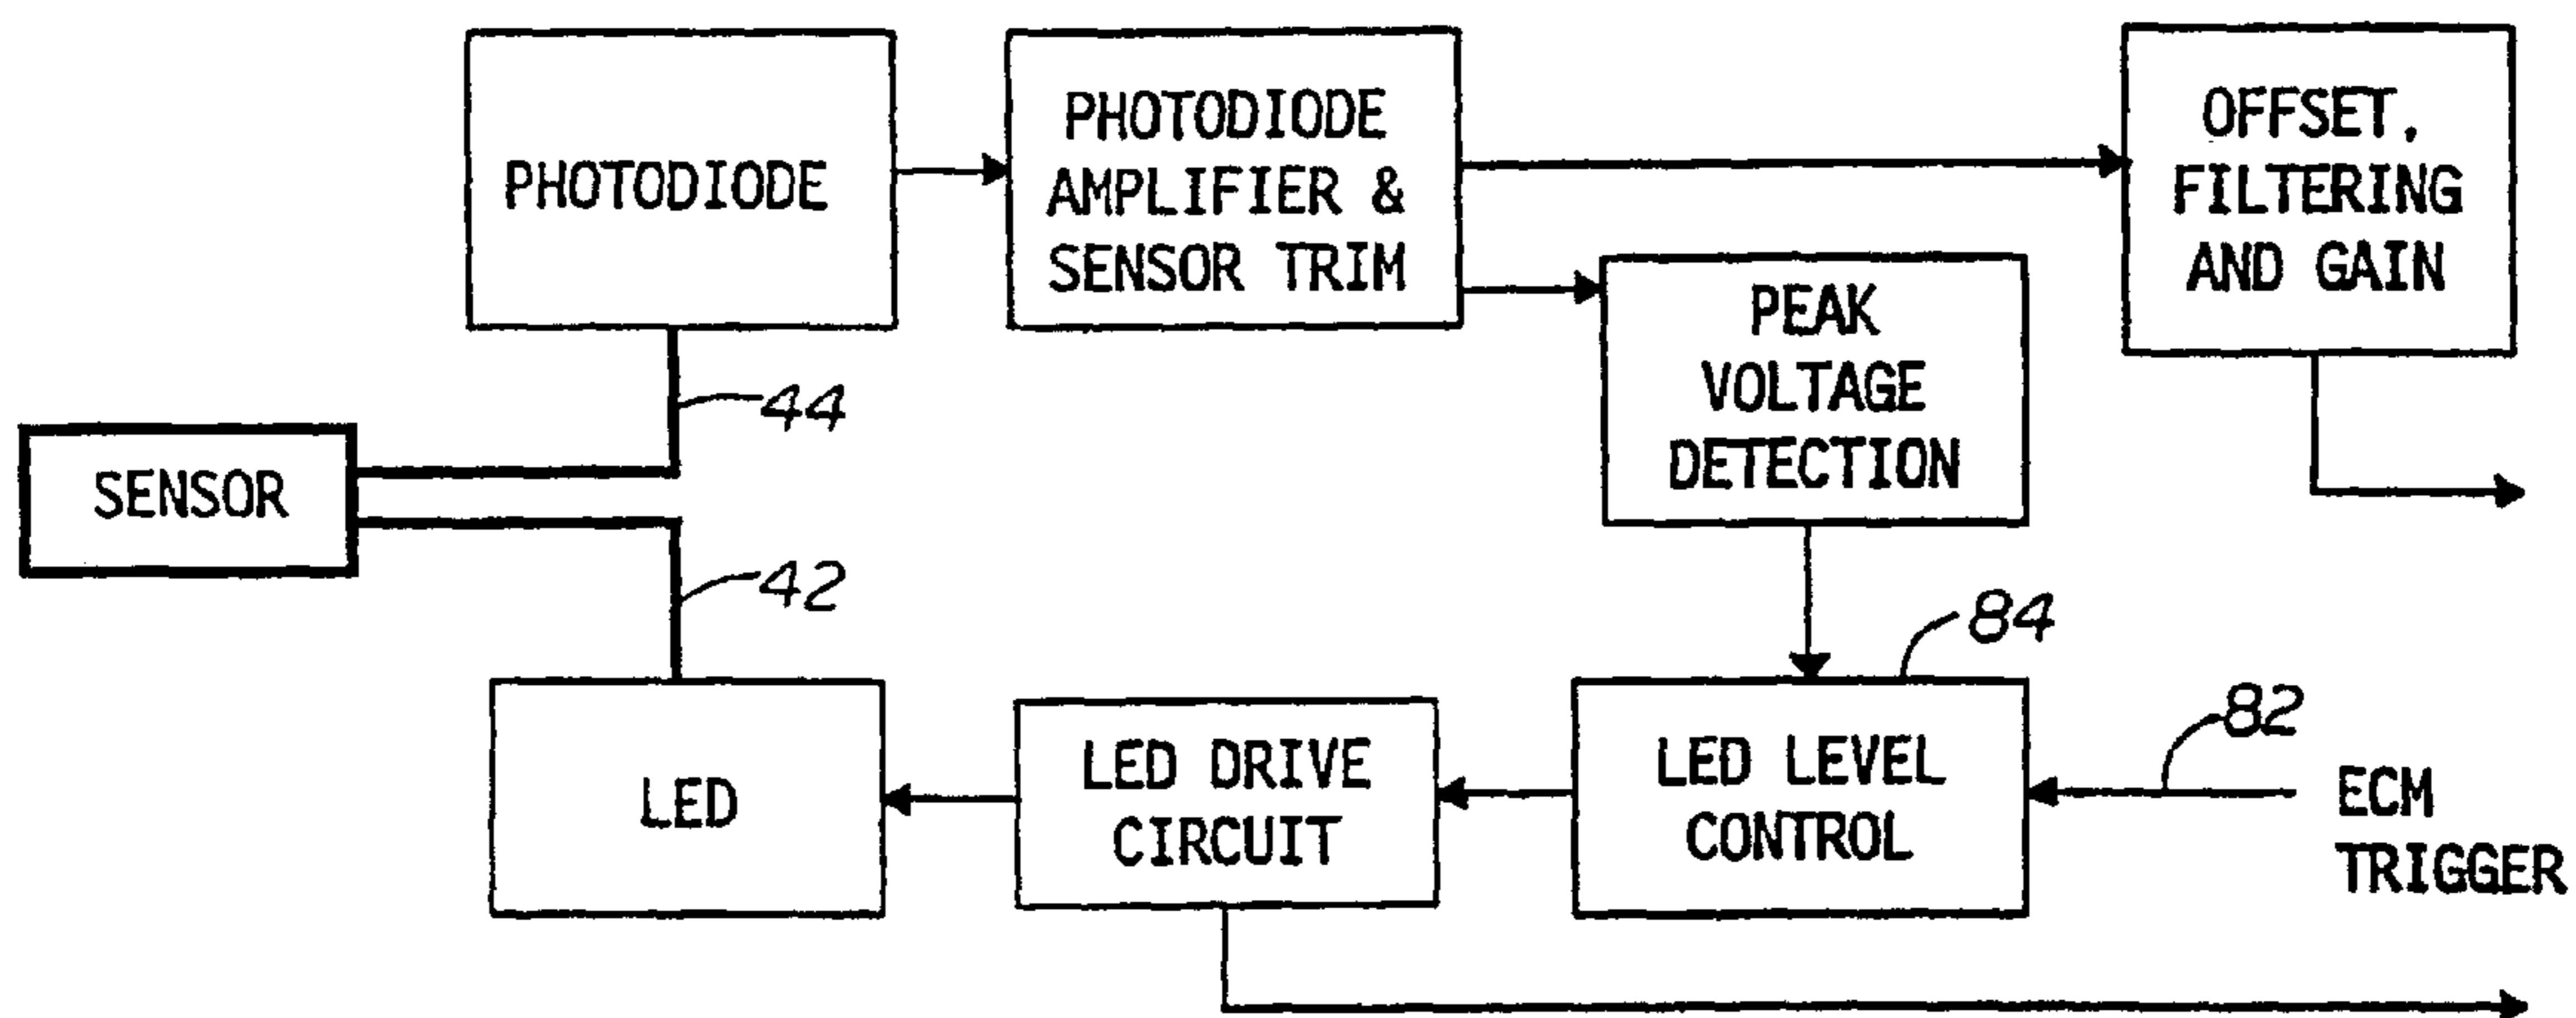 PHOTODIODE
PHOTODIODE
AMPLIFIER &
SENSOR TRIM
OFFSET,
FILTERING
AND GAIN
PEAK
VOLTAGE
DETECTION
44
SENSOR
42
84
82
LED
LED DRIVE
CIRCUIT
LED LEVEL
CONTROL
ECM
TRIGGER